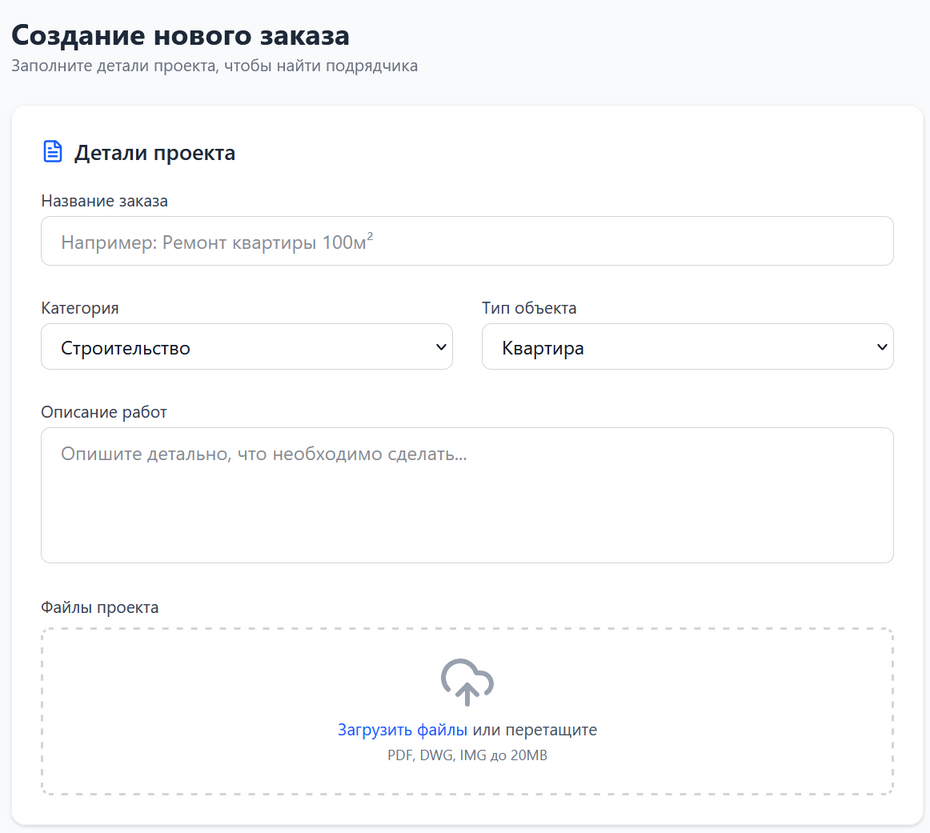 Создание нового заказа
Заполните детали проекта, чтобы найти подрядчика
Детали проекта
Название заказа
Например: Ремонт квартиры 100м²
Категория
Тип объекта
Строительство
Квартира
Описание работ
Опишите детально, что необходимо сделать...
Файлы проекта
Загрузить файлы или перетащите
PDF, DWG, IMG до 20MB